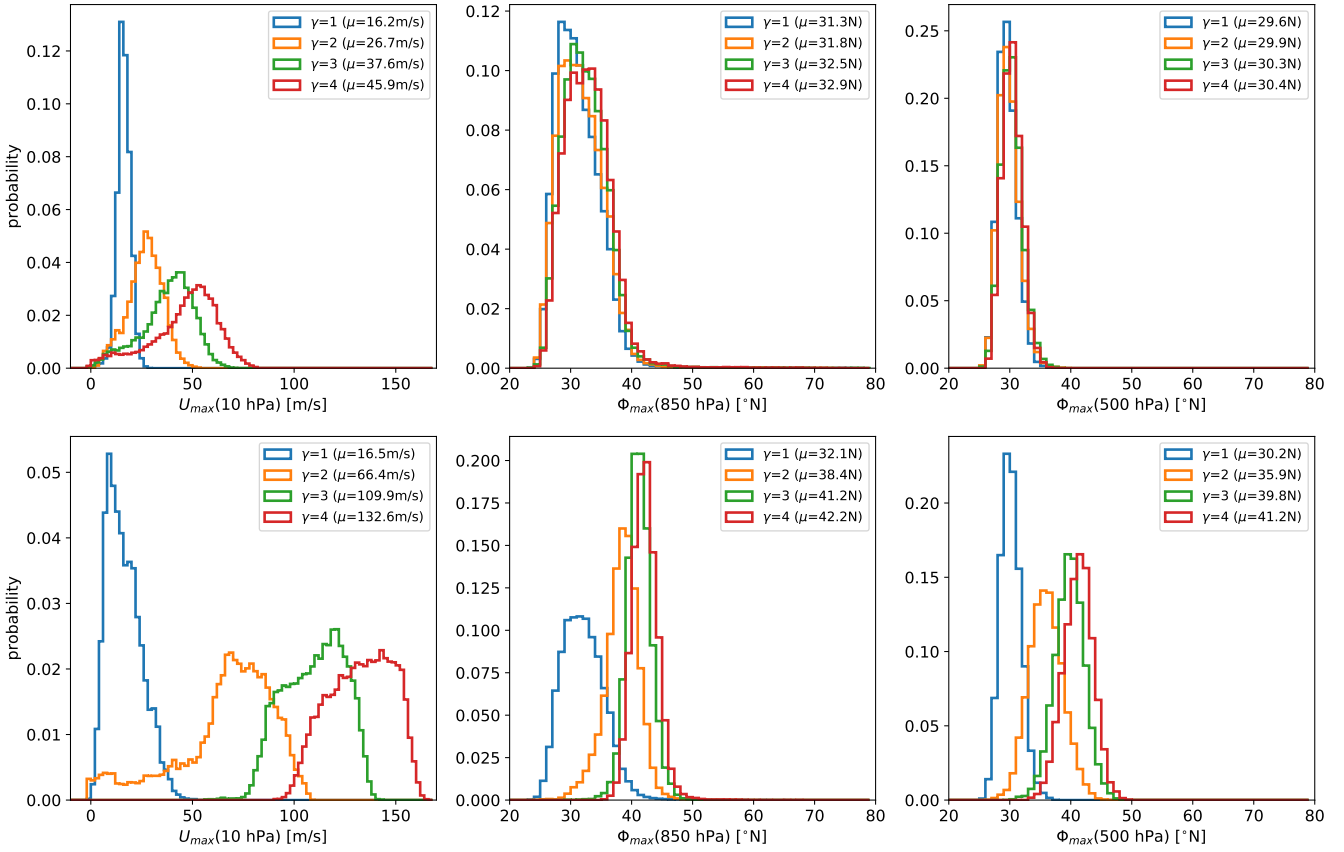 probability
0.12
0.10
0.08
0.06
0.04
0.02
0.00
0
50
100
150
U_max(10 hPa) [m/s]
γ=1 (μ=16.2m/s)
γ=2 (μ=26.7m/s)
γ=3 (μ=37.6m/s)
γ=4 (μ=45.9m/s)
0.12
0.10
0.08
0.06
0.04
0.02
0.00
20
30
40
50
60
70
80
Φ_max(850 hPa) [°N]
γ=1 (μ=31.3N)
γ=2 (μ=31.8N)
γ=3 (μ=32.5N)
γ=4 (μ=32.9N)
0.25
0.20
0.15
0.10
0.05
0.00
20
30
40
50
60
70
80
Φ_max(500 hPa) [°N]
γ=1 (μ=29.6N)
γ=2 (μ=29.9N)
γ=3 (μ=30.3N)
γ=4 (μ=30.4N)
probability
0.05
0.04
0.03
0.02
0.01
0.00
0
50
100
150
U_max(10 hPa) [m/s]
γ=1 (μ=16.5m/s)
γ=2 (μ=66.4m/s)
γ=3 (μ=109.9m/s)
γ=4 (μ=132.6m/s)
0.200
0.175
0.150
0.125
0.100
0.075
0.050
0.025
0.000
20
30
40
50
60
70
80
Φ_max(850 hPa) [°N]
γ=1 (μ=32.1N)
γ=2 (μ=38.4N)
γ=3 (μ=41.2N)
γ=4 (μ=42.2N)
0.20
0.15
0.10
0.05
0.00
20
30
40
50
60
70
80
Φ_max(500 hPa) [°N]
γ=1 (μ=30.2N)
γ=2 (μ=35.9N)
γ=3 (μ=39.8N)
γ=4 (μ=41.2N)